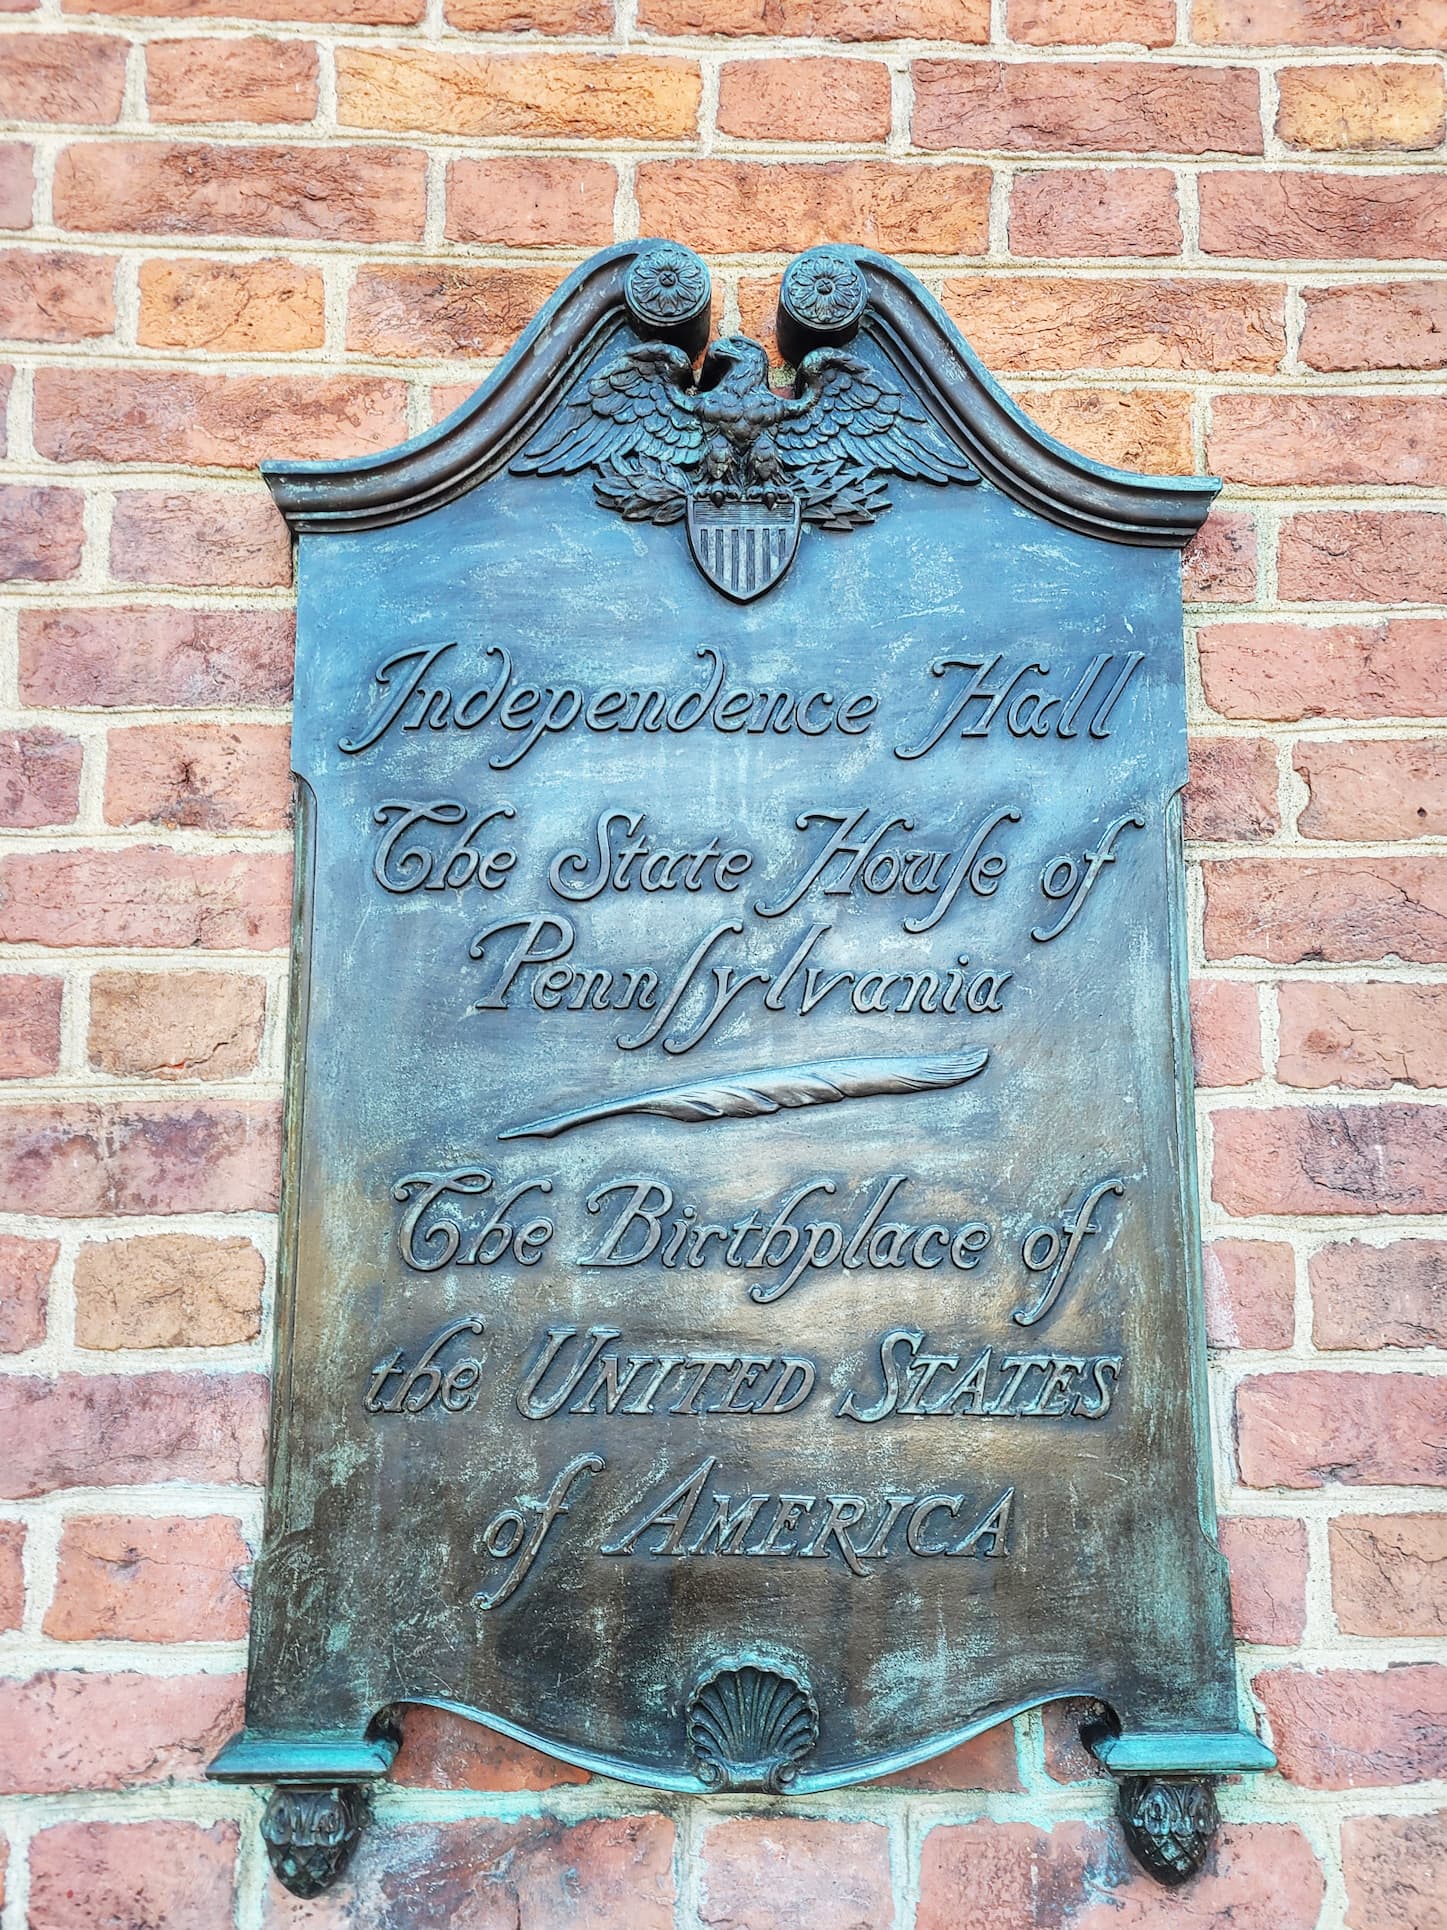 Independence Hall
The State Houſe of
Pennſylvania
The Birthplace of
the UNITED STATES
of AMERICA